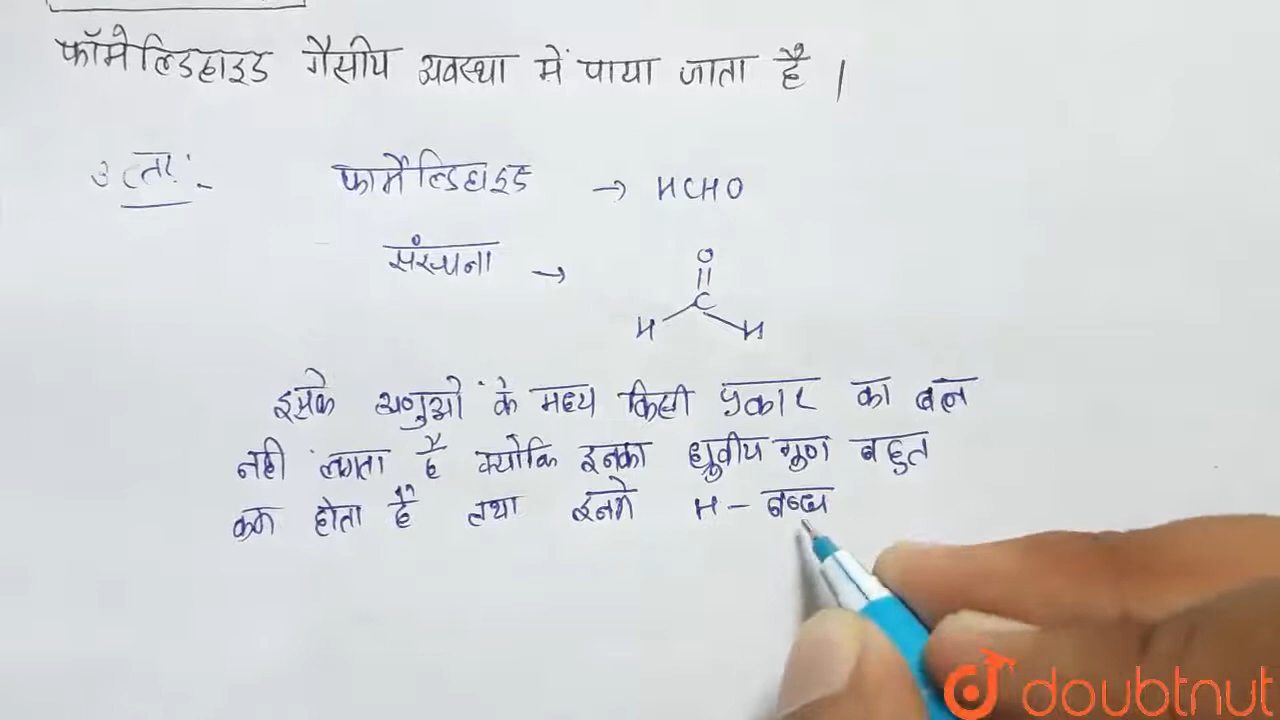 फॉर्मेल्डिहाइड गैसीय अवस्था में पाया जाता है |
उत्तर:-
फार्मेल्डिहाइड → HCHO
संरचना →
O
||
C
H H
इसके अणुओं के मध्य किसी प्रकार का बल
नही लगता है क्योंकि इनका ध्रुवीय गुण बहुत
कम होता है तथा इनमे H - बन्ध
doubtnut